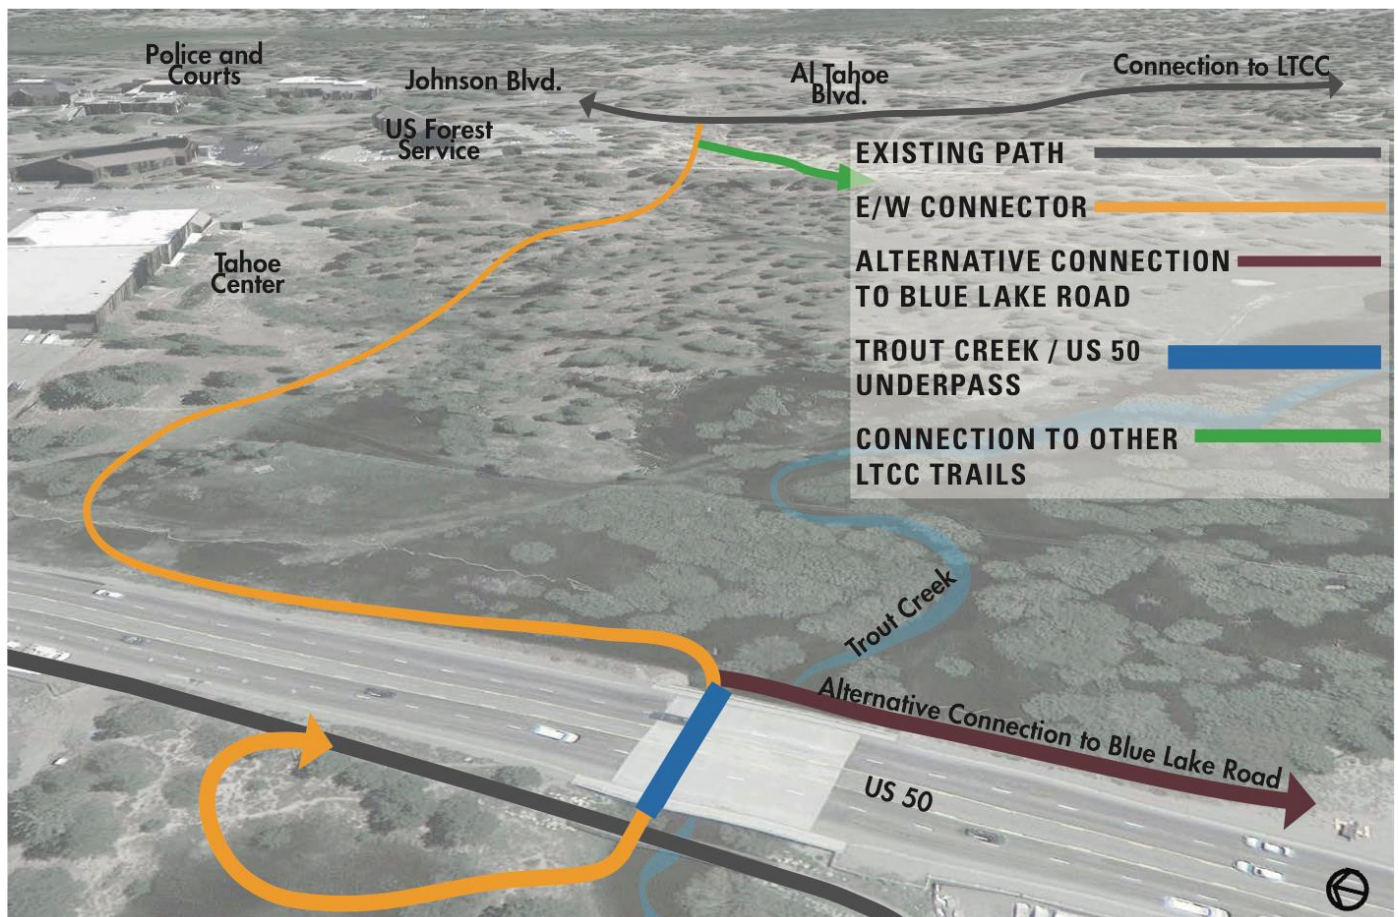 Police and
Courts
Johnson Blvd.
Al Tahoe
Blvd.
Connection to LTCC
US Forest
Service
EXISTING PATH
E/W CONNECTOR
Tahoe
Center
ALTERNATIVE CONNECTION
TO BLUE LAKE ROAD
TROUT CREEK / US 50
UNDERPASS
CONNECTION TO OTHER
LTCC TRAILS
Trout Creek
Alternative Connection to Blue Lake Road
US 50